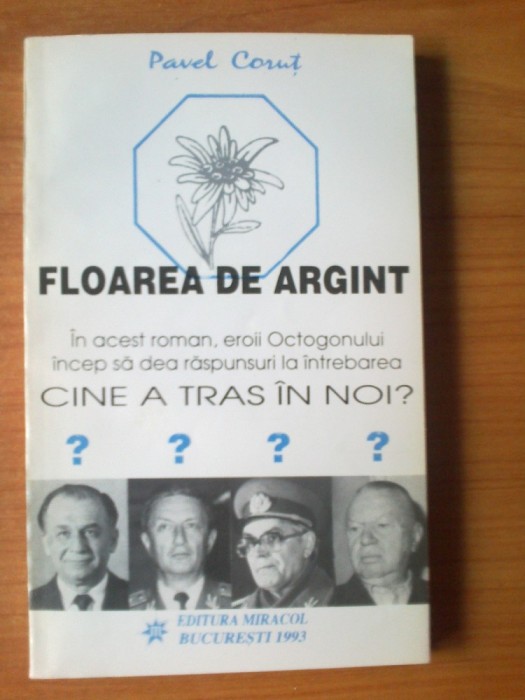 Pavel Coruț
FLOAREA DE ARGINT
În acest roman, eroii Octogonului
încep să dea răspunsuri la întrebarea
CINE A TRAS ÎN NOI?
? ? ? ?
EDITURA MIRACOL
BUCUREȘTI 1993